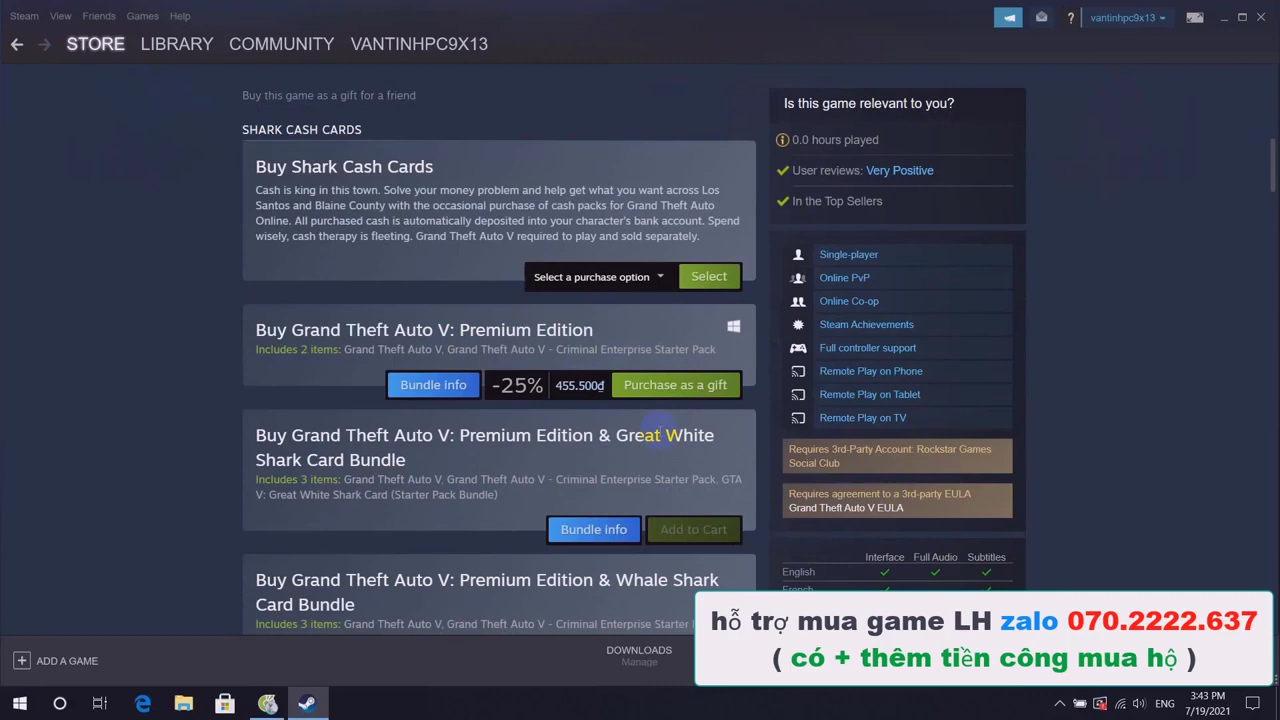 Steam View Friends Games Help
vantinhpc9x13
STORE LIBRARY COMMUNITY VANTINHPC9X13
Buy this game as a gift for a friend
SHARK CASH CARDS
Buy Shark Cash Cards
Cash is king in this town. Solve your money problem and help get what you want across Los
Santos and Blaine County with the occasional purchase of cash packs for Grand Theft Auto
Online. All purchased cash is automatically deposited into your character's bank account. Spend
wisely, cash therapy is fleeting. Grand Theft Auto V required to play and sold separately.
Select a purchase option Select
Buy Grand Theft Auto V: Premium Edition
Includes 2 items: Grand Theft Auto V, Grand Theft Auto V - Criminal Enterprise Starter Pack
Bundle info -25% 455.500₫ Purchase as a gift
Buy Grand Theft Auto V: Premium Edition & Great White
Shark Card Bundle
Includes 3 items: Grand Theft Auto V, Grand Theft Auto V - Criminal Enterprise Starter Pack, GTA
V: Great White Shark Card (Starter Pack Bundle)
Bundle info Add to Cart
Buy Grand Theft Auto V: Premium Edition & Whale Shark
Card Bundle
Includes 3 items: Grand Theft Auto V, Grand Theft Auto V - Criminal Enterprise Starter
Is this game relevant to you?
0.0 hours played
User reviews: Very Positive
In the Top Sellers
Single-player
Online PvP
Online Co-op
Steam Achievements
Full controller support
Remote Play on Phone
Remote Play on Tablet
Remote Play on TV
Requires 3rd-Party Account: Rockstar Games
Social Club
Requires agreement to a 3rd-party EULA
Grand Theft Auto V EULA
Interface Full Audio Subtitles
English
French
hỗ trợ mua game LH zalo 070.2222.637
( có + thêm tiền công mua hộ )
ADD A GAME
DOWNLOADS
Manage
ENG
3:43 PM
7/19/2021